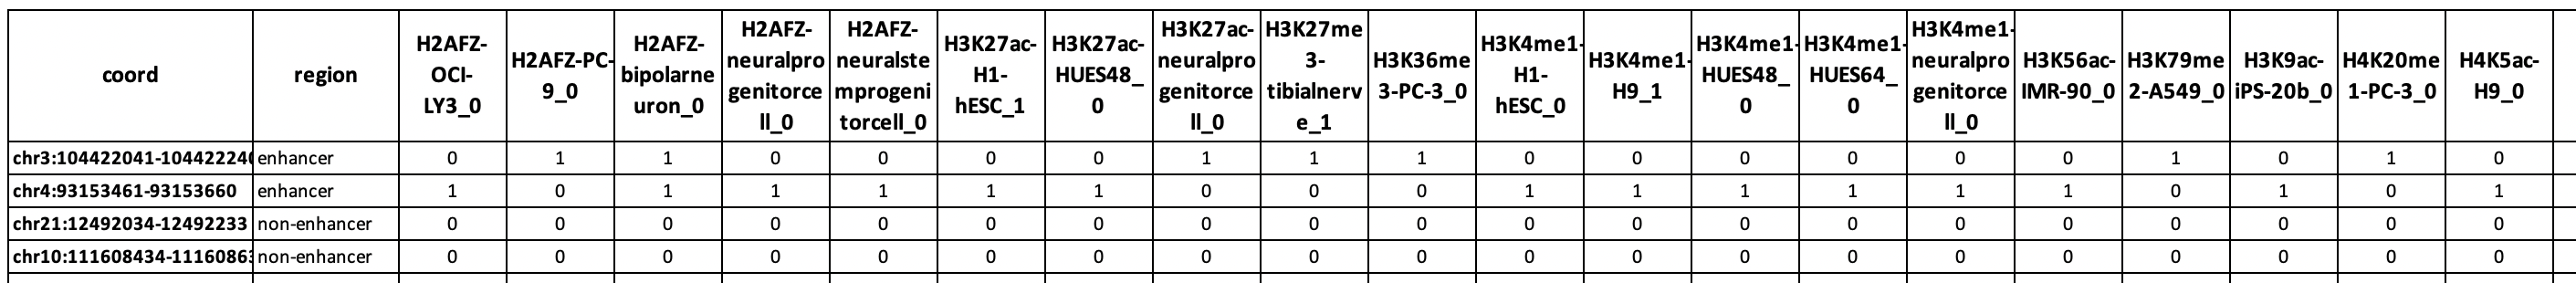 coord region H2AFZ-OCI-LY3_0 H2AFZ-PC-9_0 H2AFZ-bipolarneuron_0 H2AFZ-neuralprogenitorcell_0 H2AFZ-neuralstemprogenitorcell_0 H3K27ac-H1-hESC_1 H3K27ac-HUES48_0 H3K27ac-neuralprogenitorcell_0 H3K27me3-tibialnerve_1 H3K36me3-PC-3_0 H3K4me1-H1-hESC_0 H3K4me1-H9_1 H3K4me1-HUES48_0 H3K4me1-HUES64_0 H3K4me1-neuralprogenitorcell_0 H3K56ac-IMR-90_0 H3K79me2-A549_0 H3K9ac-iPS-20b_0 H4K20me1-PC-3_0 H4K5ac-H9_0
chr3:104422041-10442224 enhancer 0 1 1 0 0 0 0 1 1 1 0 0 0 0 0 0 1 0 1 0
chr4:93153461-93153660 enhancer 1 0 1 1 1 1 1 0 0 0 1 1 1 1 1 1 0 1 0 1
chr21:12492034-12492233 non-enhancer 0 0 0 0 0 0 0 0 0 0 0 0 0 0 0 0 0 0 0 0
chr10:111608434-11160863 non-enhancer 0 0 0 0 0 0 0 0 0 0 0 0 0 0 0 0 0 0 0 0